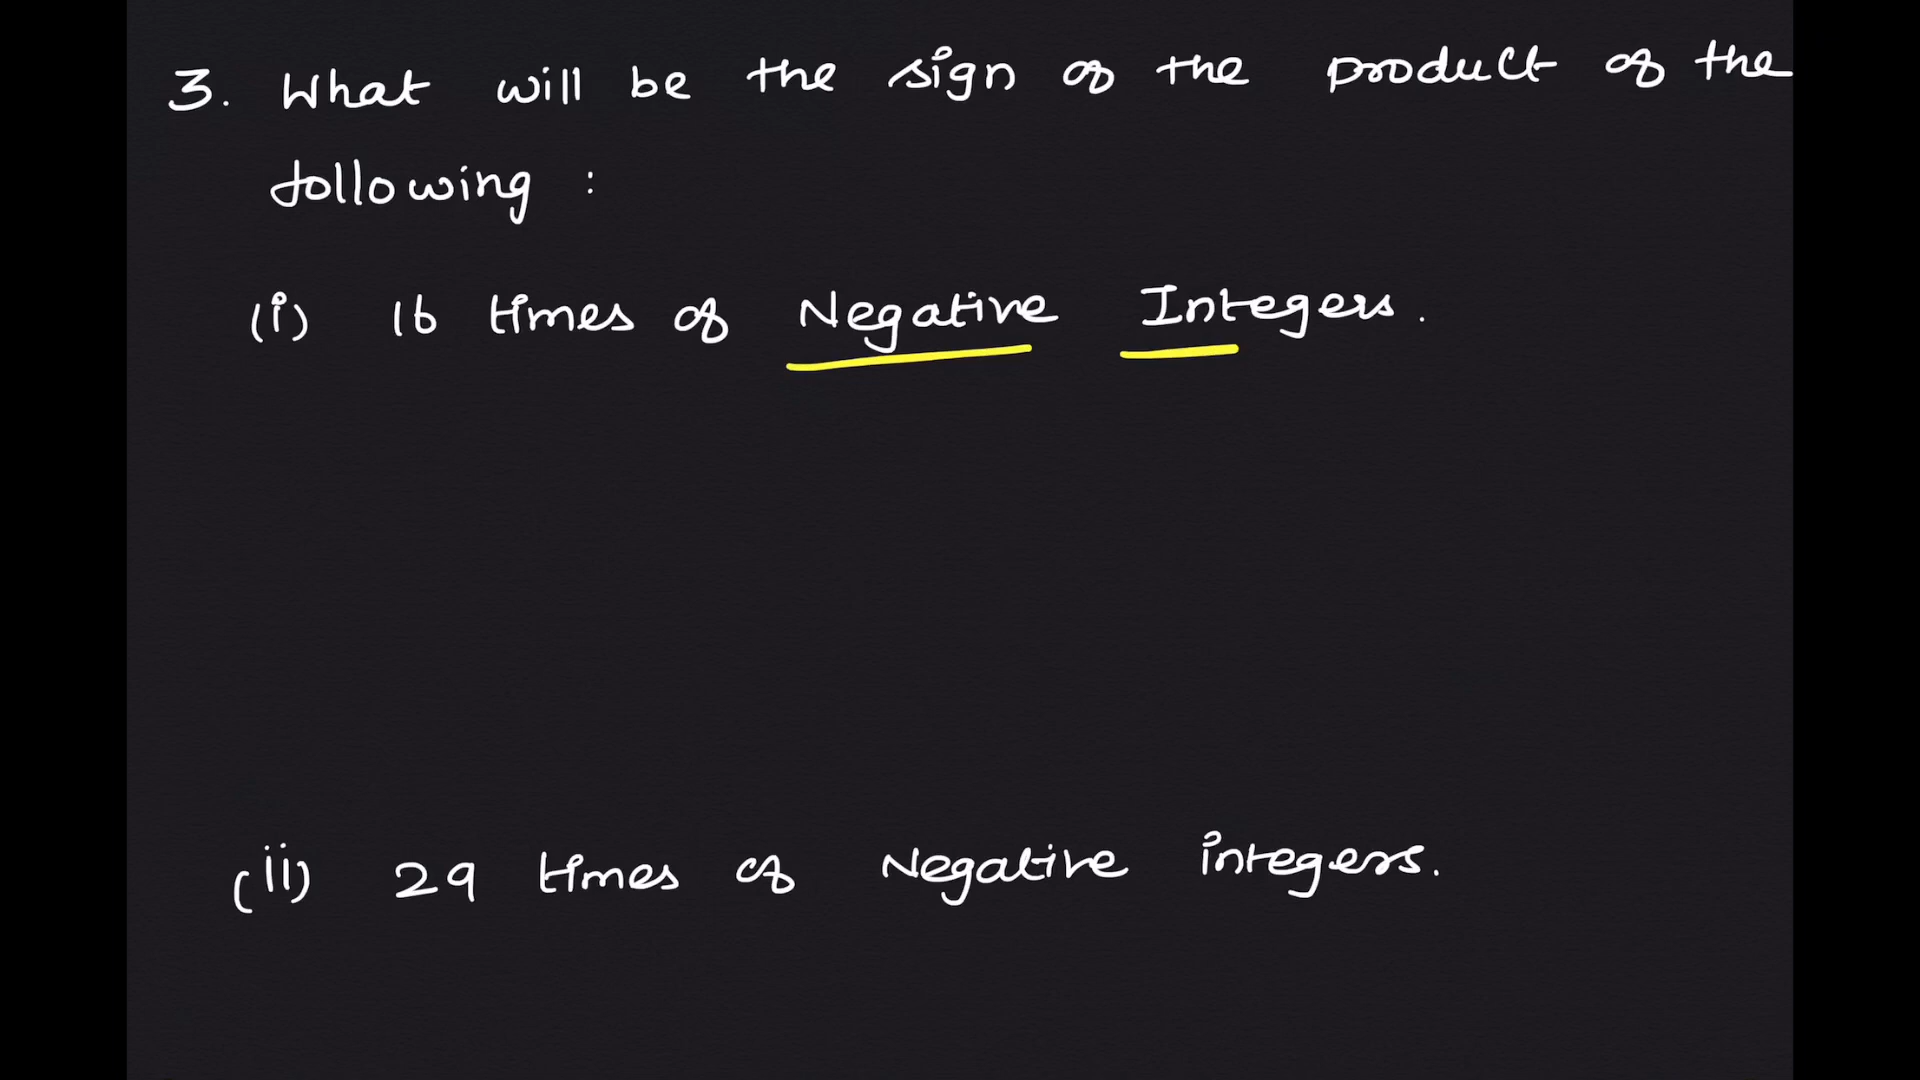 3. What will be the sign of the product of the
following :
(i) 16 times of Negative Integers.
(ii) 29 times of Negative integers.